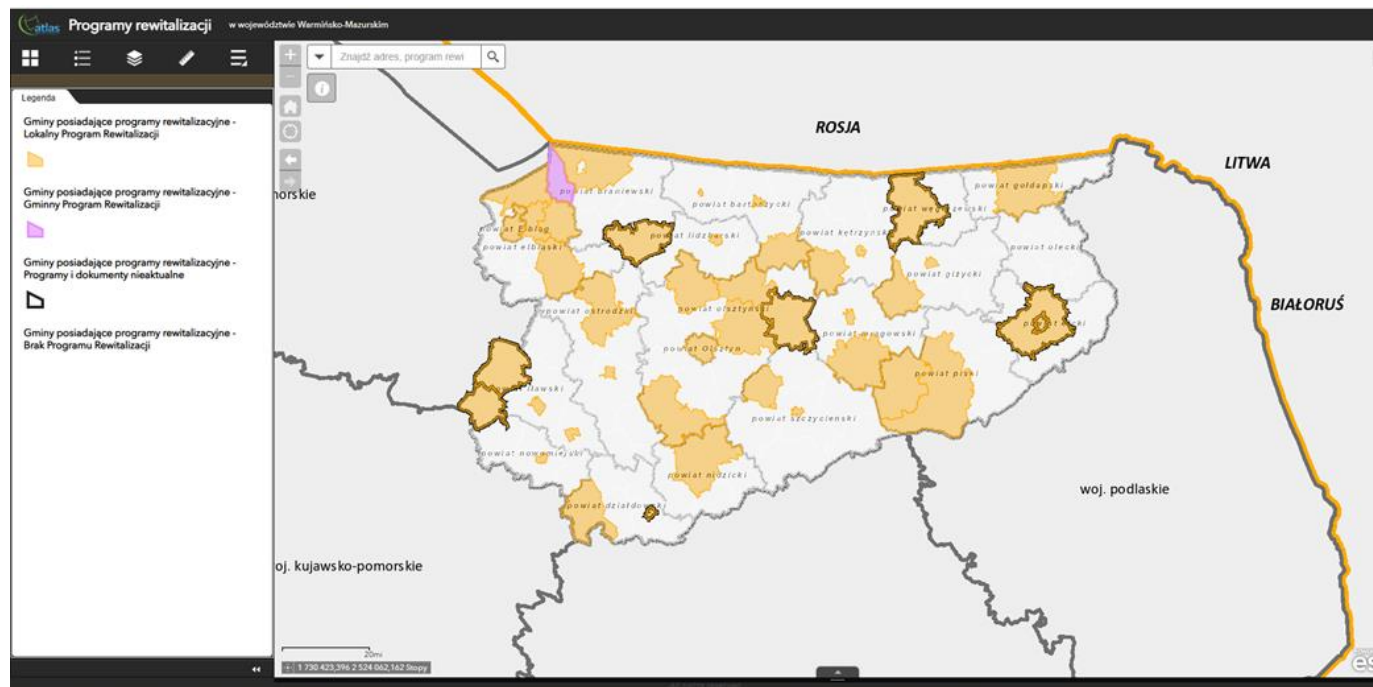 atlas Programy rewitalizacji w województwie Warmińsko-Mazurskim
Znajdź adres, program rewi
Legenda
Gminy posiadające programy rewitalizacyjne -
Lokalny Program Rewitalizacji
Gminy posiadające programy rewitalizacyjne -
Gminny Program Rewitalizacji
Gminy posiadające programy rewitalizacyjne -
Programy i dokumenty nieaktualne
Gminy posiadające programy rewitalizacyjne -
Brak Programu Rewitalizacji
ROSJA
LITWA
BIAŁORUŚ
orskie
powiat braniewski
powiat gołdapski
powiat bartoszycki
powiat węgorzewski
powiat Elbląg
powiat lidzbarski
powiat kętrzyński
powiat elbląski
powiat olecki
powiat giżycki
powiat ostródzki
powiat olsztyński
powiat mrągowski
powiat Olsztyn
powiat piski
powiat iławski
powiat szczycieński
powiat nowomiejski
powiat nidzicki
powiat działdowski
woj. podlaskie
oj. kujawsko-pomorskie
20mi
1 730 423,396 2 524 062,162 Stopy
es